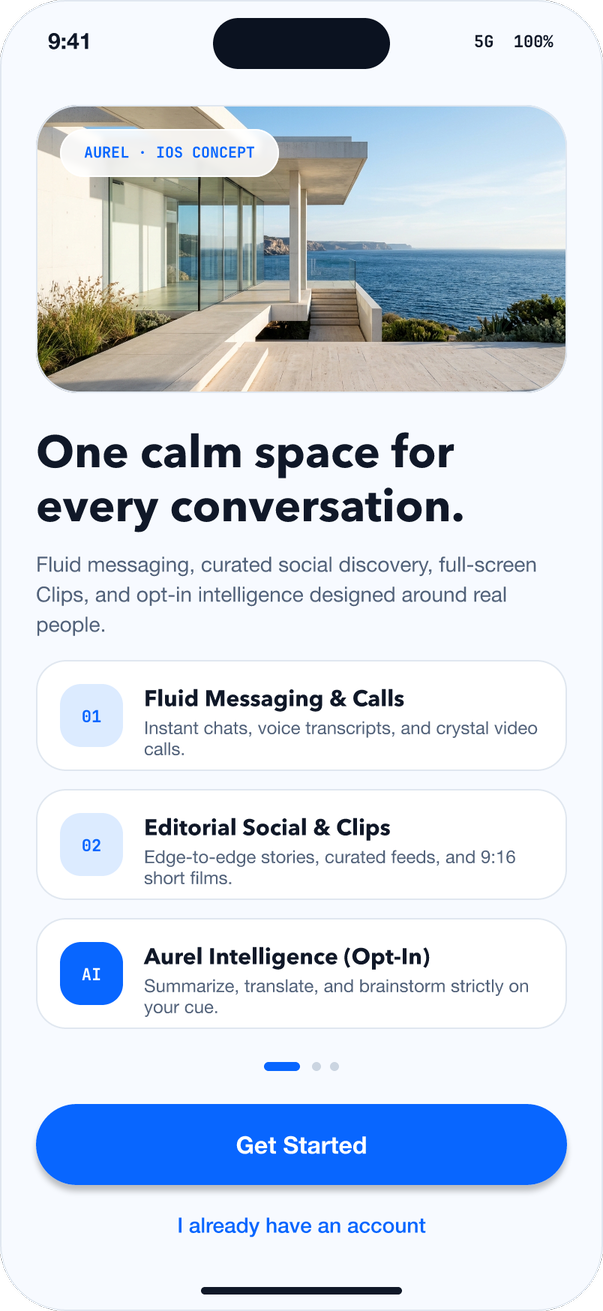 9:41
5G 100%
AUREL · IOS CONCEPT
One calm space for
every conversation.
Fluid messaging, curated social discovery, full-screen
Clips, and opt-in intelligence designed around real
people.
01
Fluid Messaging & Calls
Instant chats, voice transcripts, and crystal video
calls.
02
Editorial Social & Clips
Edge-to-edge stories, curated feeds, and 9:16
short films.
AI
Aurel Intelligence (Opt-In)
Summarize, translate, and brainstorm strictly on
your cue.
Get Started
I already have an account